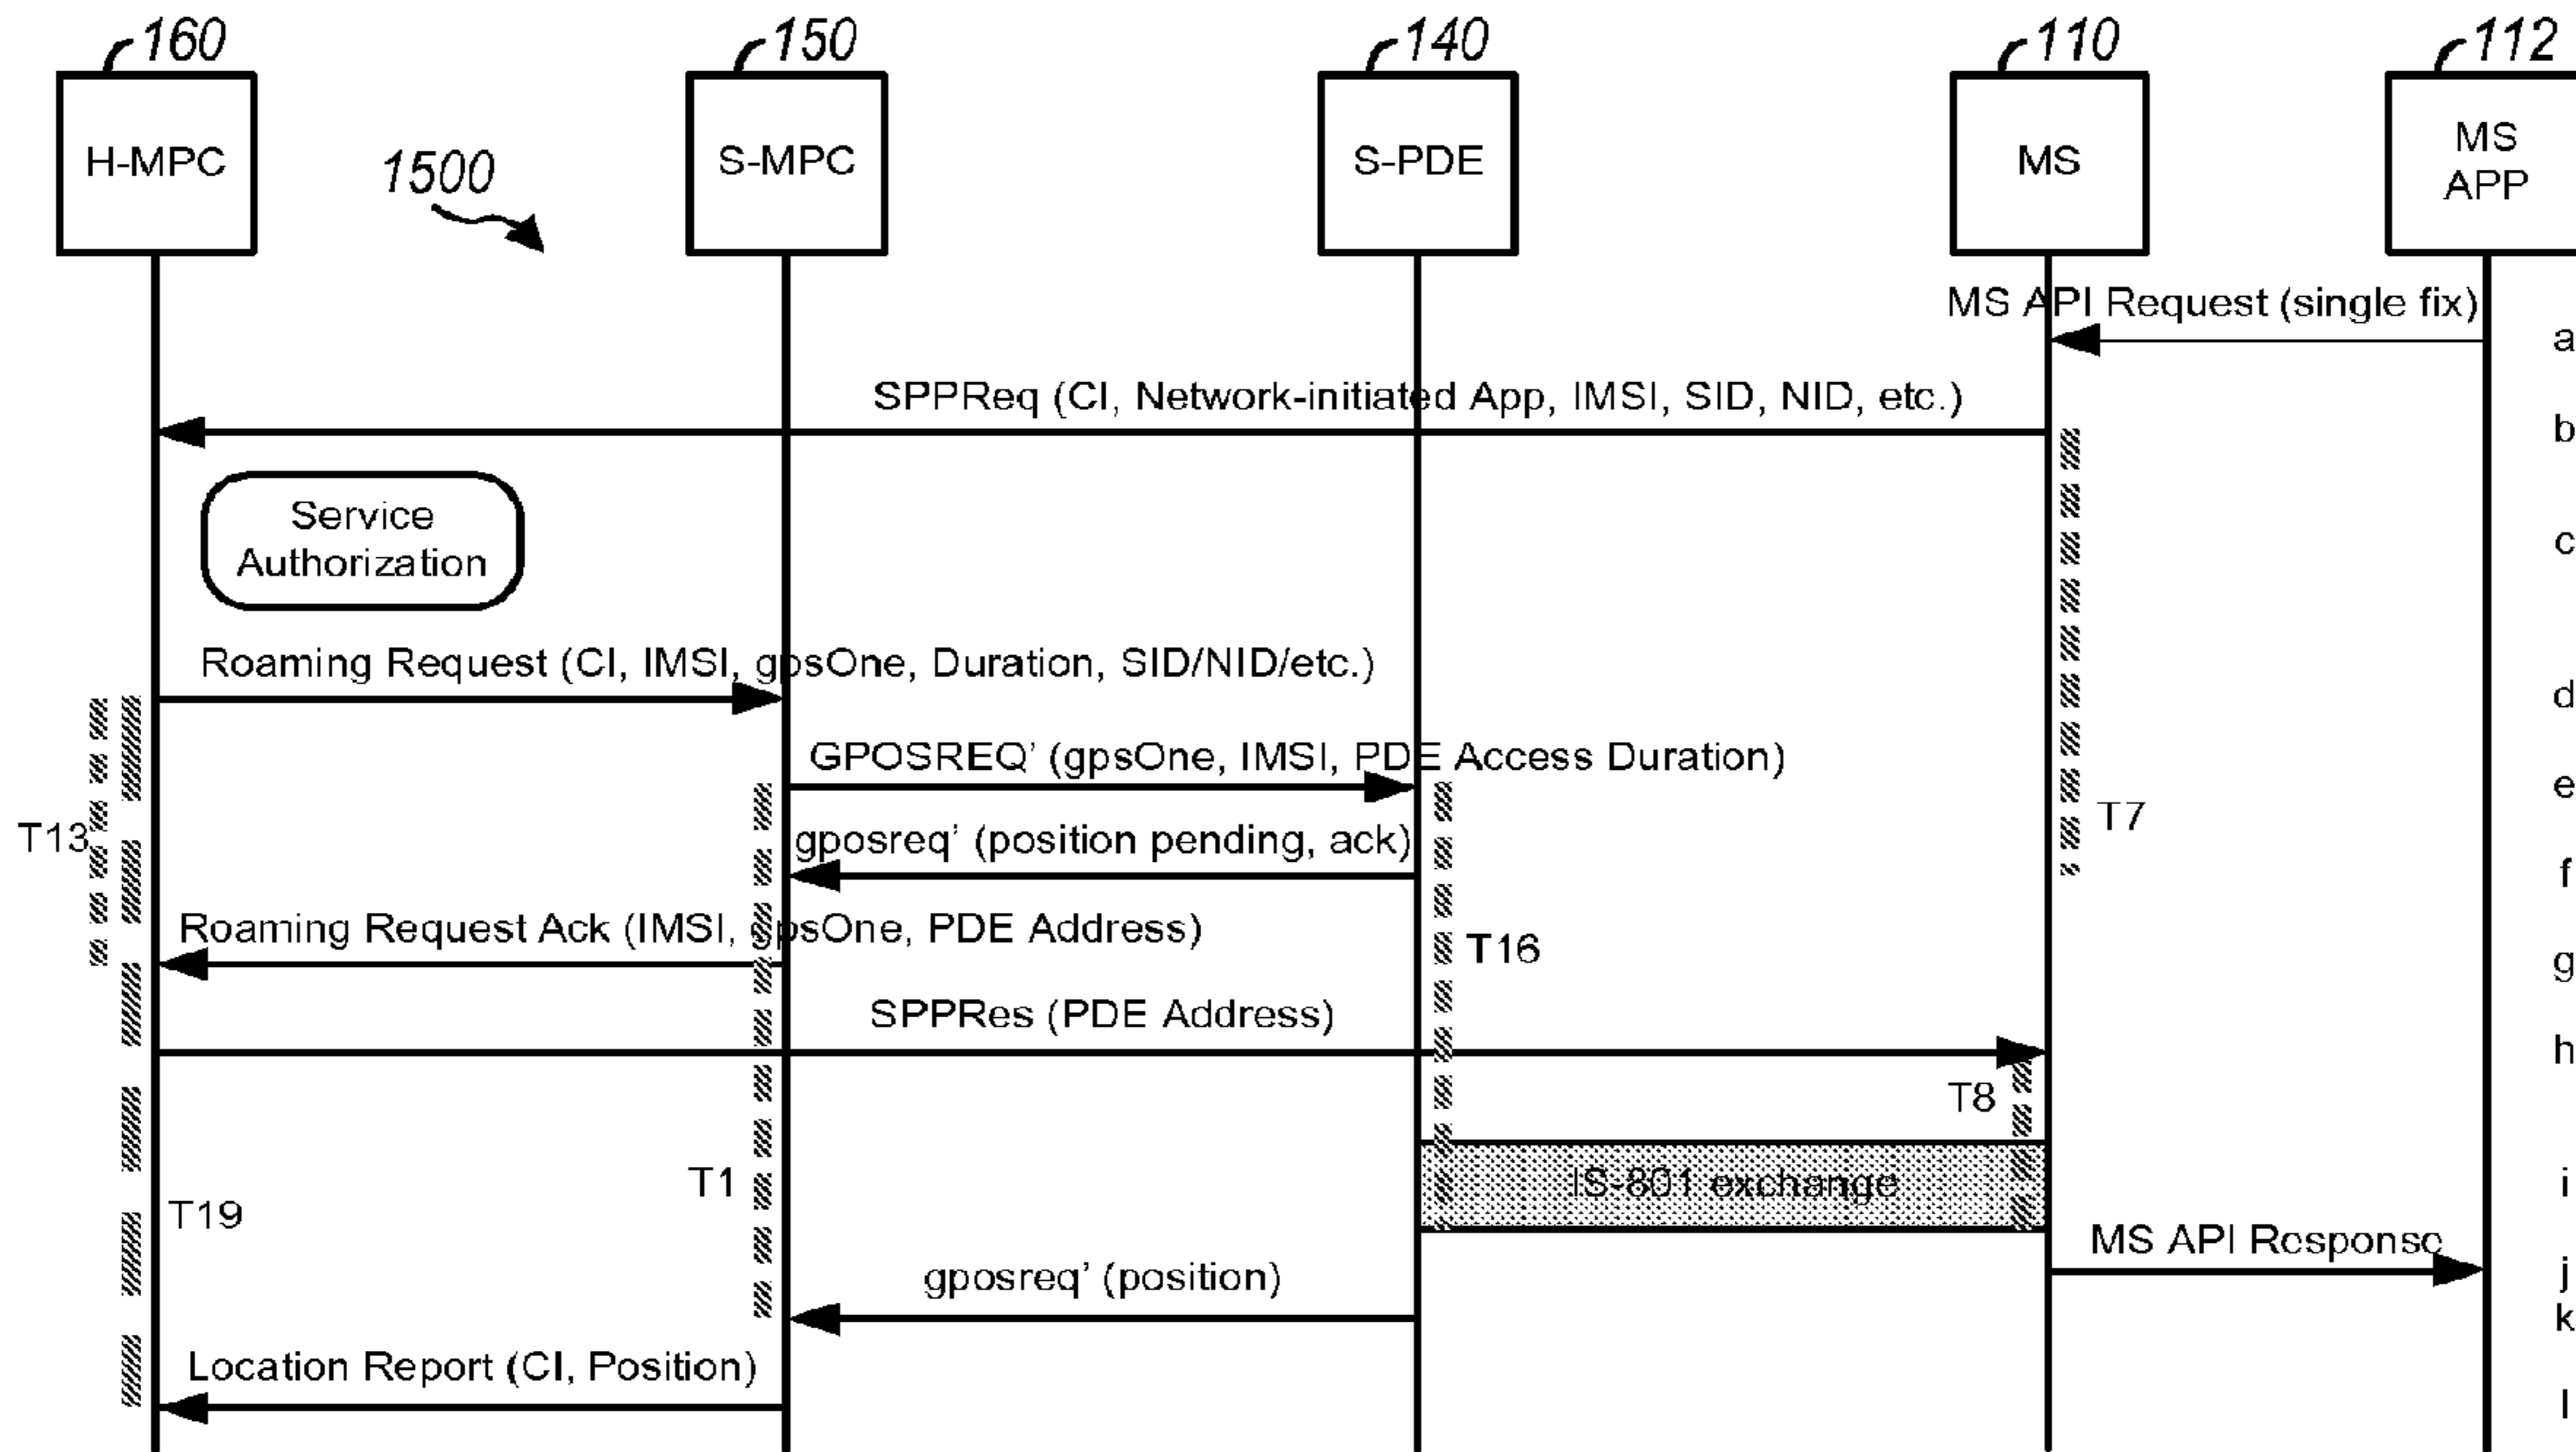 160
150
140
110
112
H-MPC
S-MPC
S-PDE
MS
MS
APP
1500
MS API Request (single fix)
a
SPPReq (CI, Network-initiated App, IMSI, SID, NID, etc.)
b
Service
Authorization
c
Roaming Request (CI, IMSI, gpsOne, Duration, SID/NID/etc.)
d
GPOSREQ’ (gpsOne, IMSI, PDE Access Duration)
e
T13
T7
gposreq’ (position pending, ack)
f
Roaming Request Ack (IMSI, gpsOne, PDE Address)
T16
g
SPPRes (PDE Address)
h
T8
T1
IS-801 exchange
i
T19
MS API Response
j
gposreq’ (position)
k
Location Report (CI, Position)
l